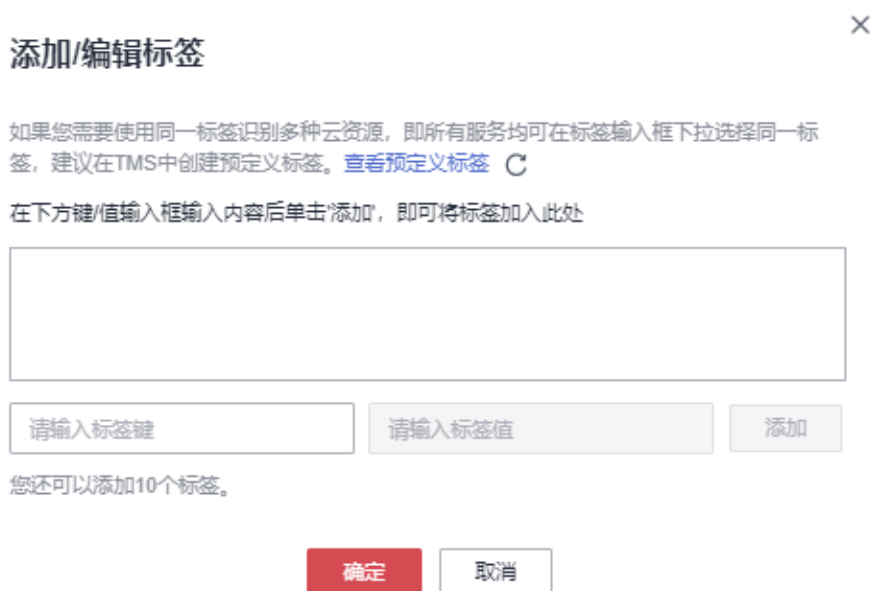 添加/编辑标签
如果您需要使用同一标签识别多种云资源，即所有服务均可在标签输入框下拉选择同一标
签，建议在TMS中创建预定义标签。查看预定义标签
在下方键/值输入框输入内容后单击'添加'，即可将标签加入此处
请输入标签键 请输入标签值 添加
您还可以添加10个标签。
确定 取消